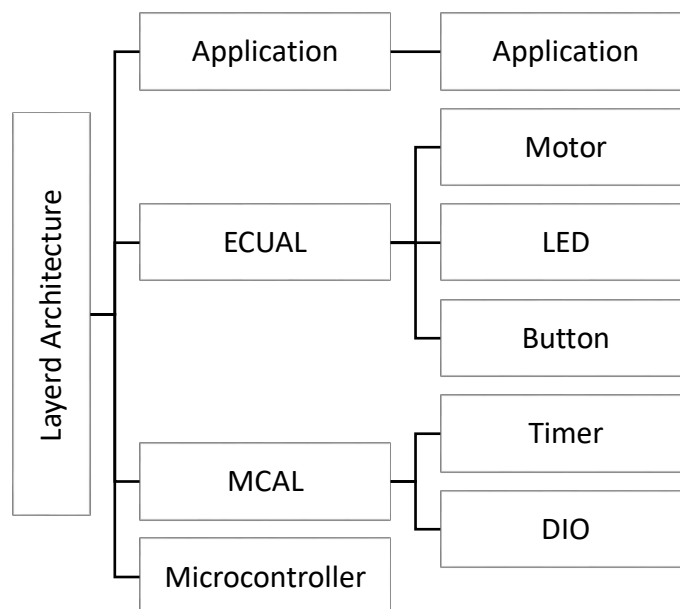 Layerd Architecture
Application
Application
ECUAL
Motor
LED
Button
MCAL
Timer
DIO
Microcontroller